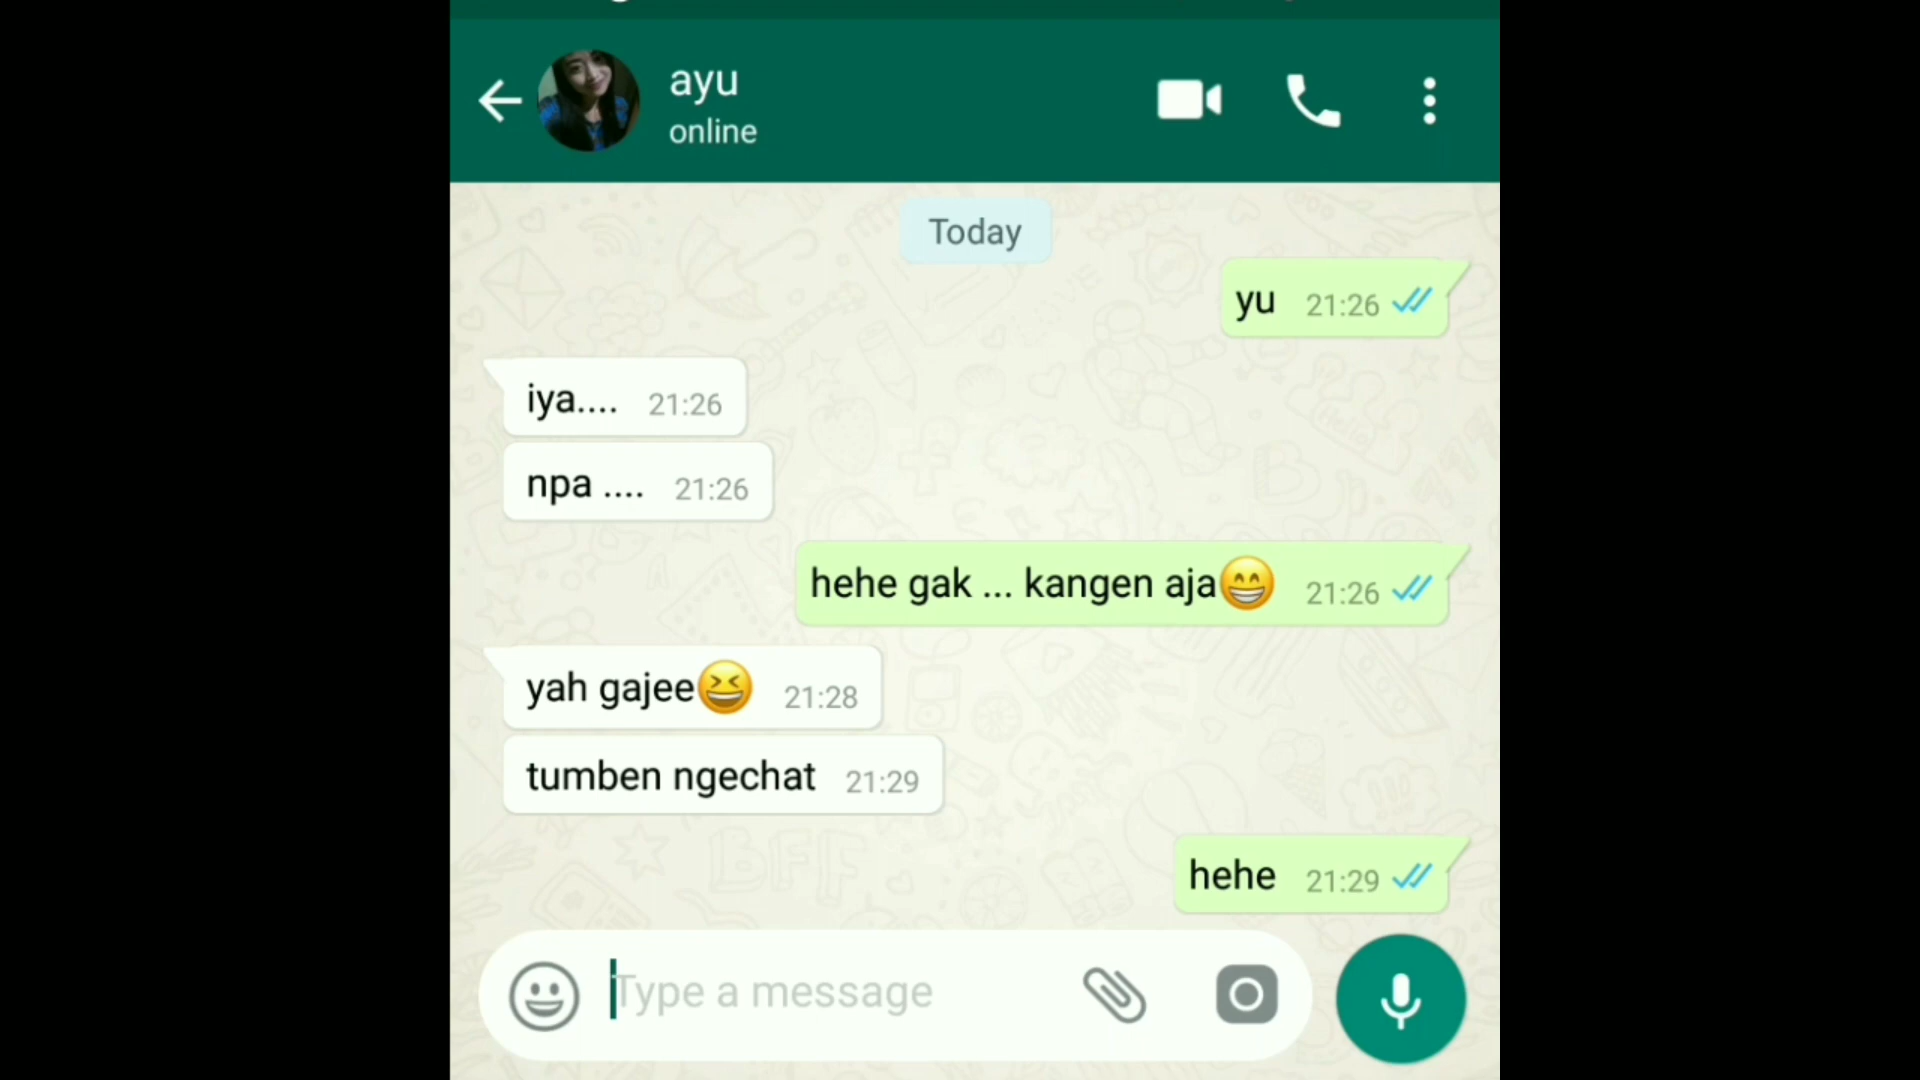 ayu
online
Today
yu 21:26
iya.... 21:26
npa .... 21:26
hehe gak ... kangen aja😁 21:26
yah gajee😆 21:28
tumben ngechat 21:29
hehe 21:29
Type a message